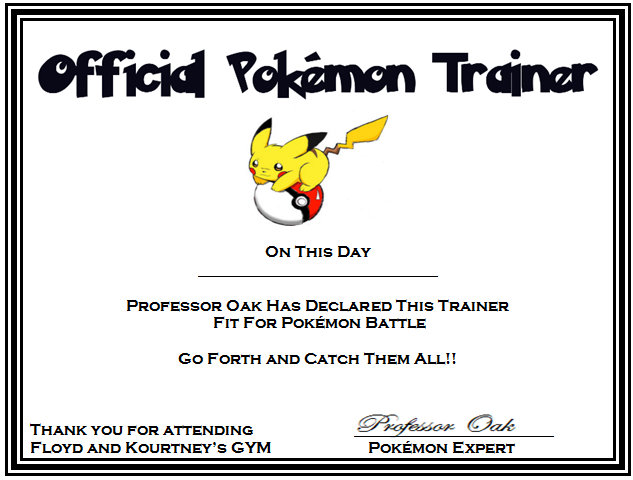 Official Pokémon Trainer
On This Day
Professor Oak Has Declared This Trainer
Fit For Pokémon Battle
Go Forth and Catch Them All!!
Thank you for attending
Floyd and Kourtney's GYM
Professor Oak
Pokémon Expert